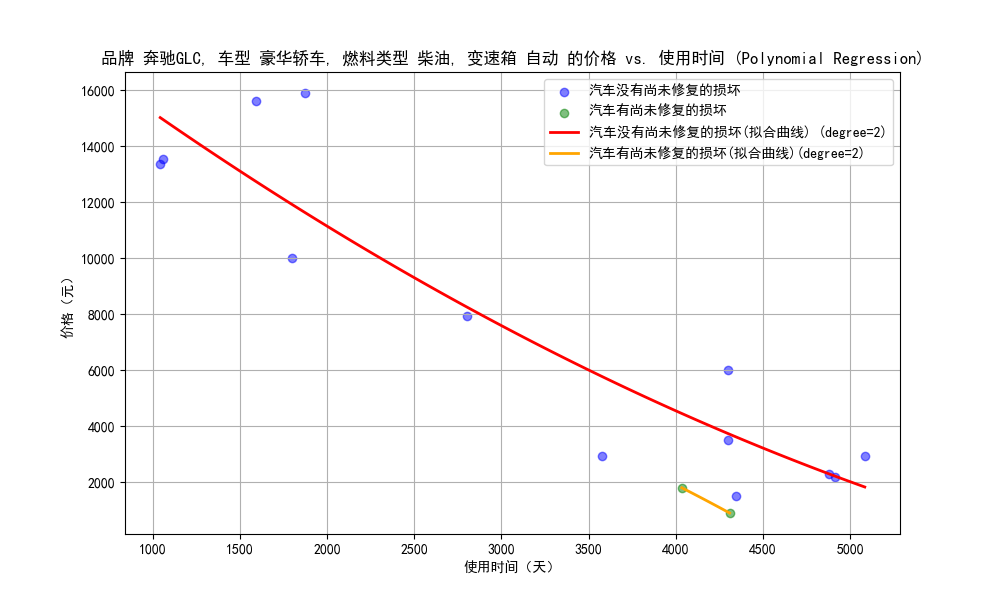 品牌 奔驰GLC, 车型 豪华轿车, 燃料类型 柴油, 变速箱 自动 的价格 vs. 使用时间 (Polynomial Regression)
汽车没有尚未修复的损坏
汽车有尚未修复的损坏
汽车没有尚未修复的损坏(拟合曲线) (degree=2)
汽车有尚未修复的损坏(拟合曲线)(degree=2)
价格（元）
16000
14000
12000
10000
8000
6000
4000
2000
1000
1500
2000
2500
3000
3500
4000
4500
5000
使用时间（天）